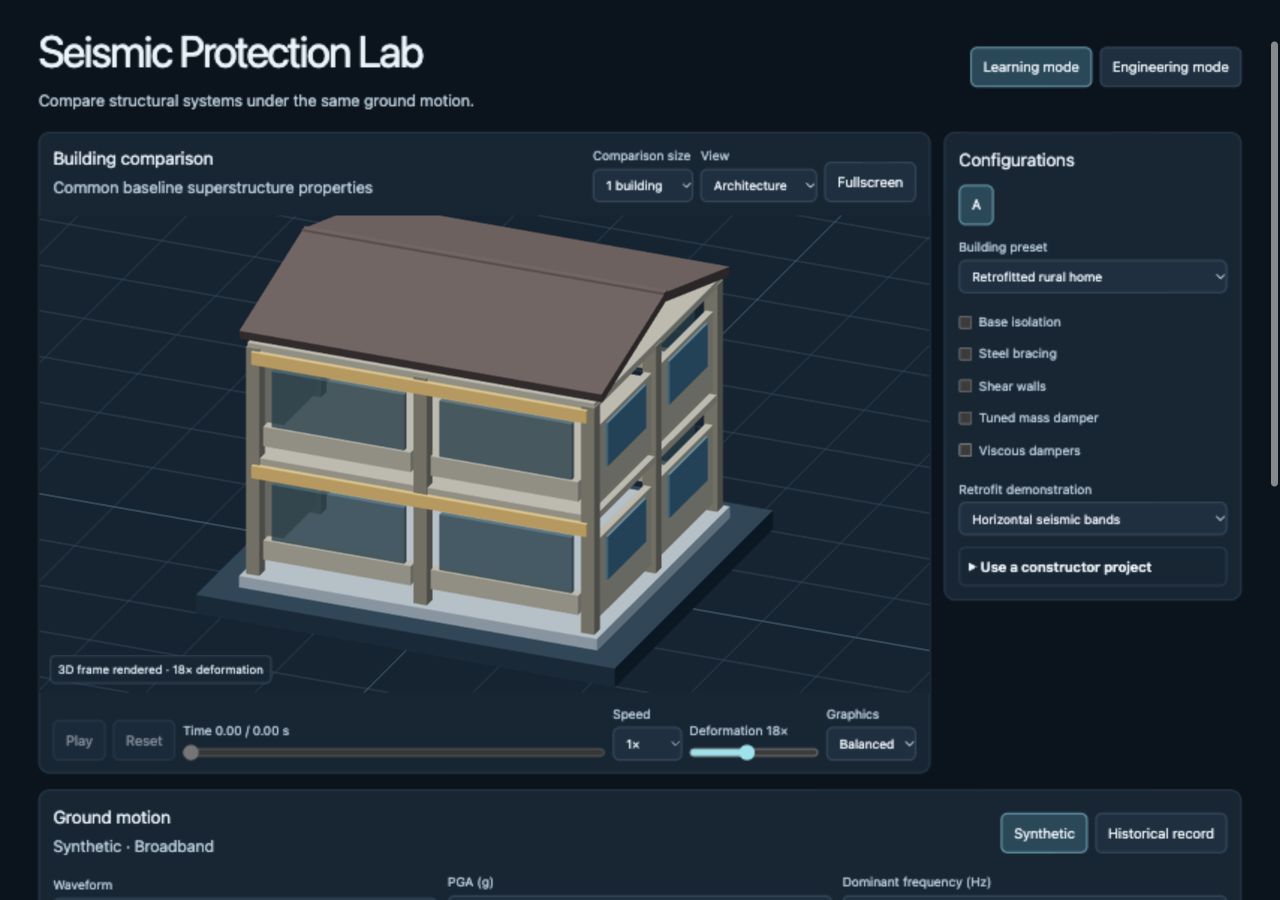 Seismic Protection Lab
Compare structural systems under the same ground motion.
Learning mode
Engineering mode
Building comparison
Common baseline superstructure properties
Comparison size
1 building
View
Architecture
Fullscreen
3D frame rendered · 18× deformation
Play
Reset
Time 0.00 / 0.00 s
Speed
1×
Deformation 18×
Graphics
Balanced
Configurations
A
Building preset
Retrofitted rural home
Base isolation
Steel bracing
Shear walls
Tuned mass damper
Viscous dampers
Retrofit demonstration
Horizontal seismic bands
Use a constructor project
Ground motion
Synthetic · Broadband
Synthetic
Historical record
Waveform
PGA (g)
Dominant frequency (Hz)